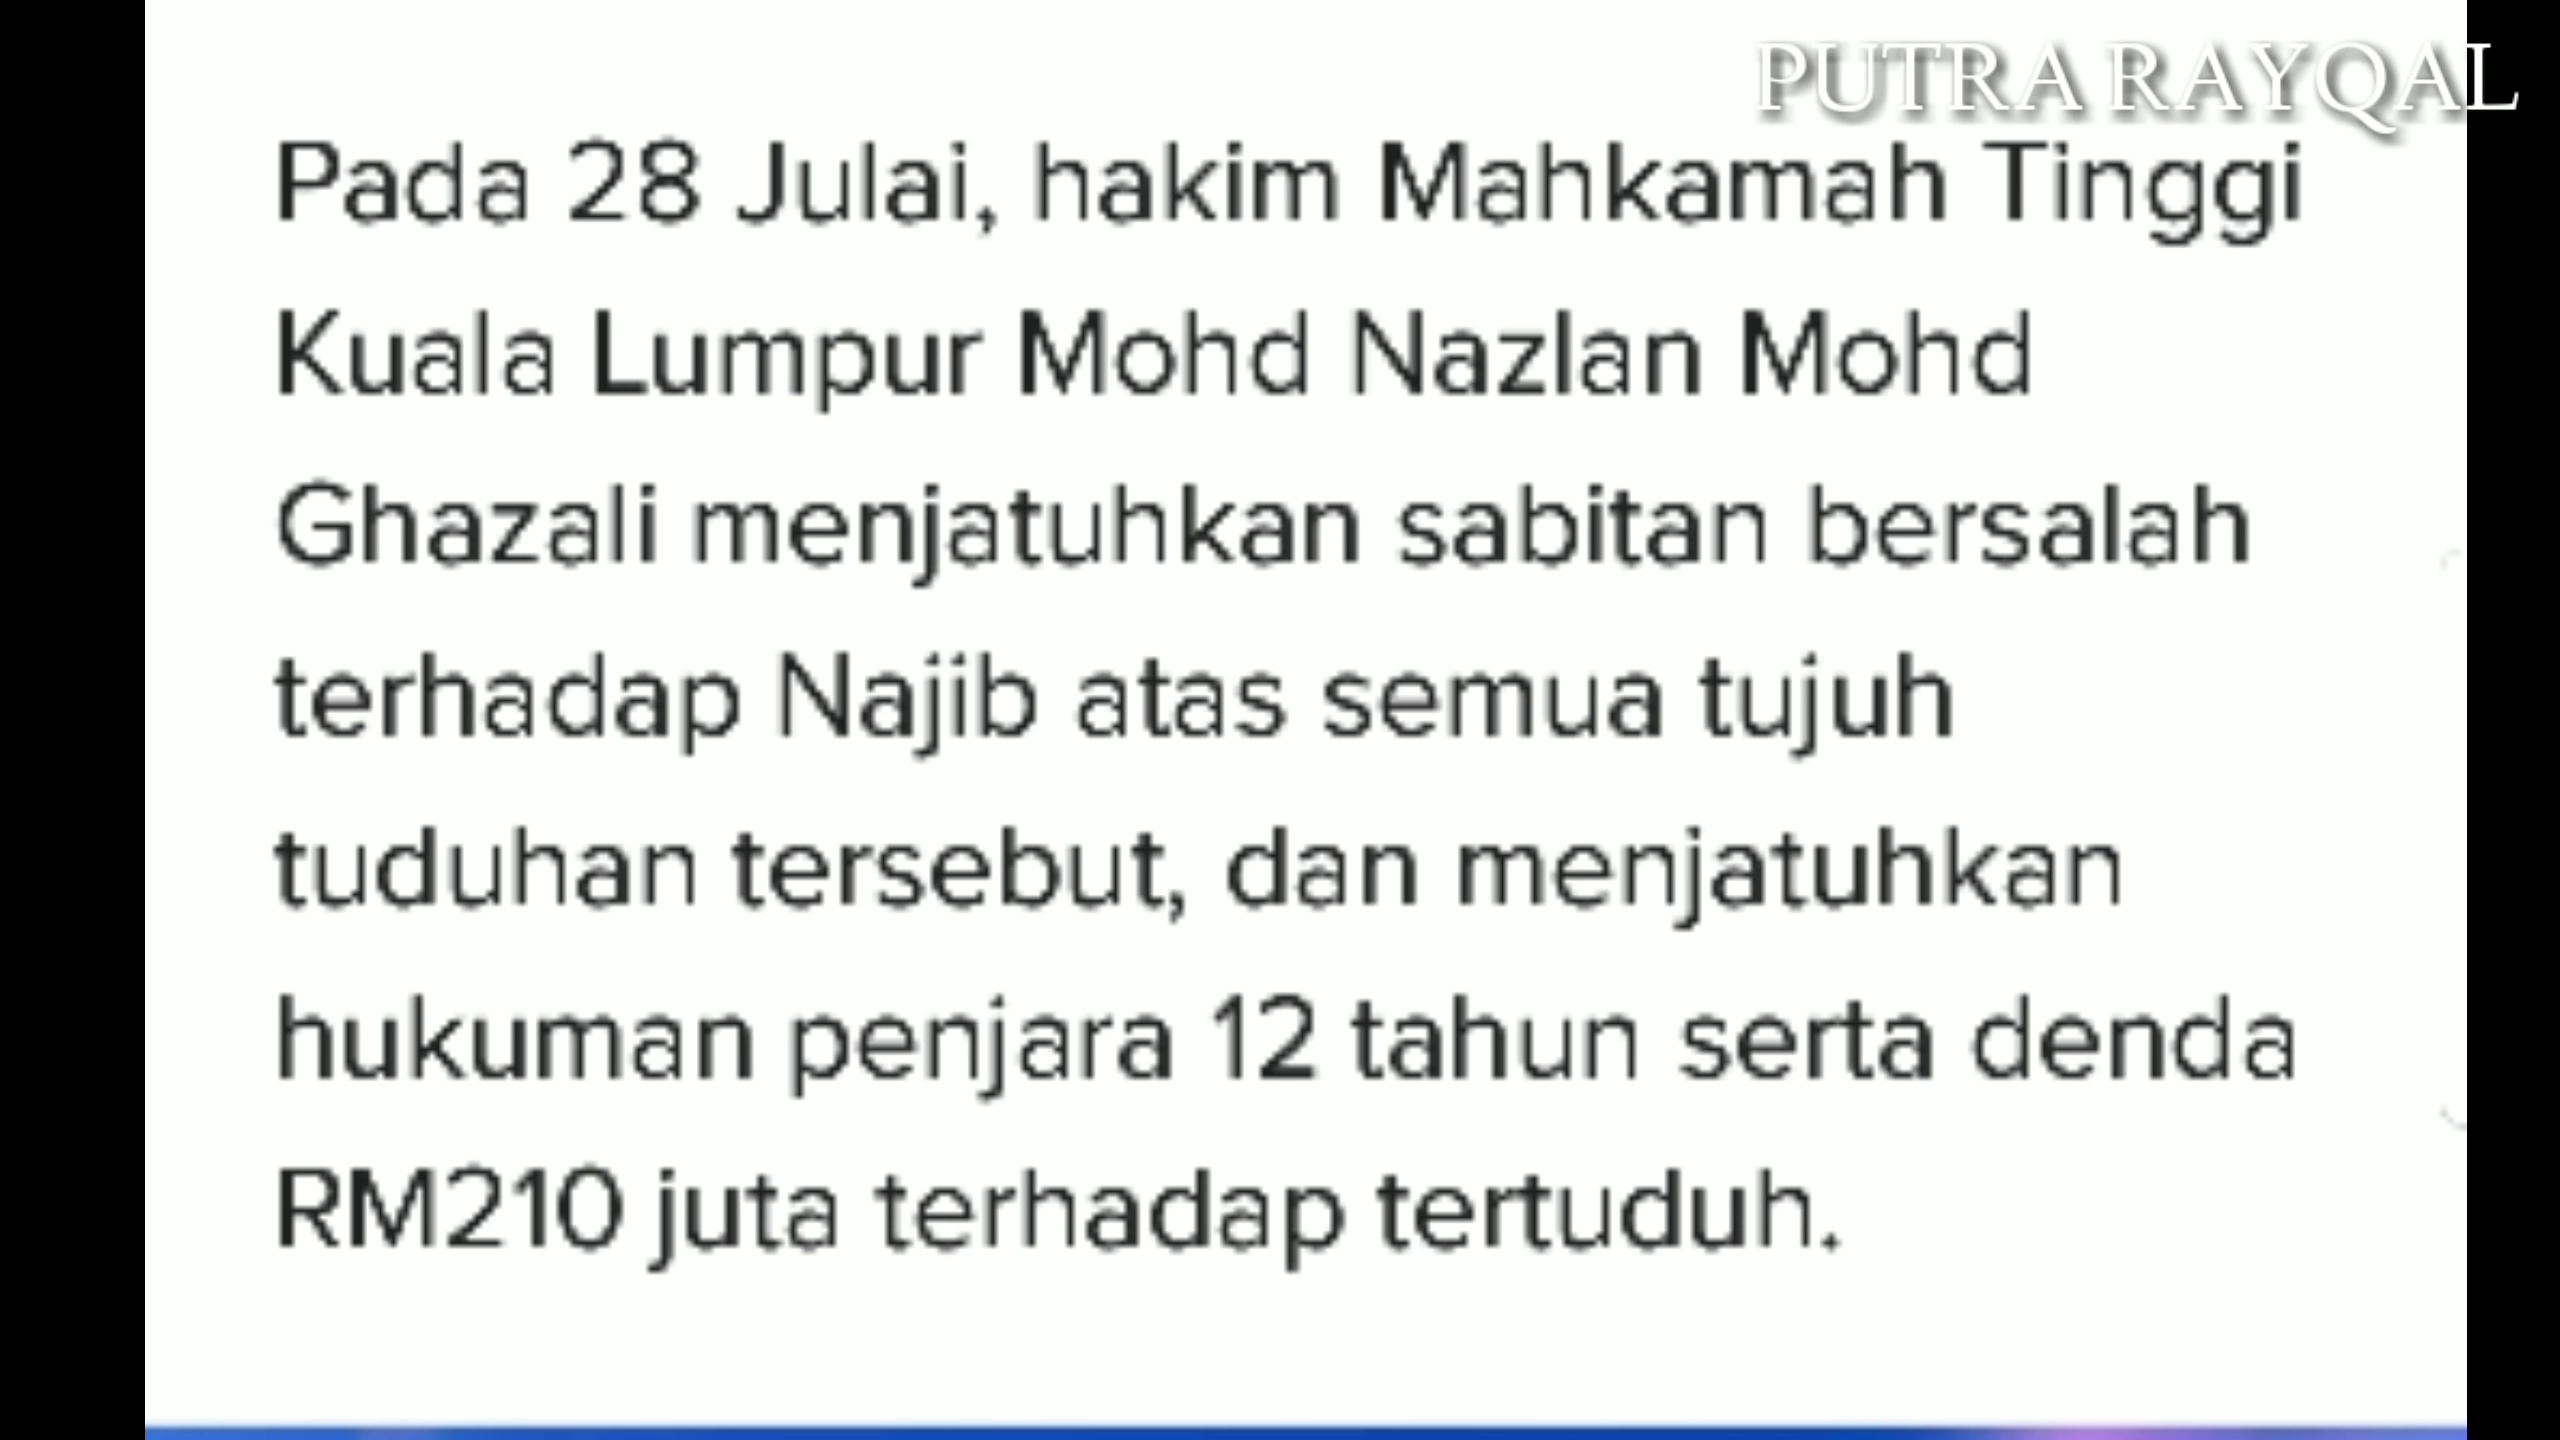 PUTRA RAYQAL
Pada 28 Julai, hakim Mahkamah Tinggi
Kuala Lumpur Mohd Nazlan Mohd
Ghazali menjatuhkan sabitan bersalah
terhadap Najib atas semua tujuh
tuduhan tersebut, dan menjatuhkan
hukuman penjara 12 tahun serta denda
RM210 juta terhadap tertuduh.